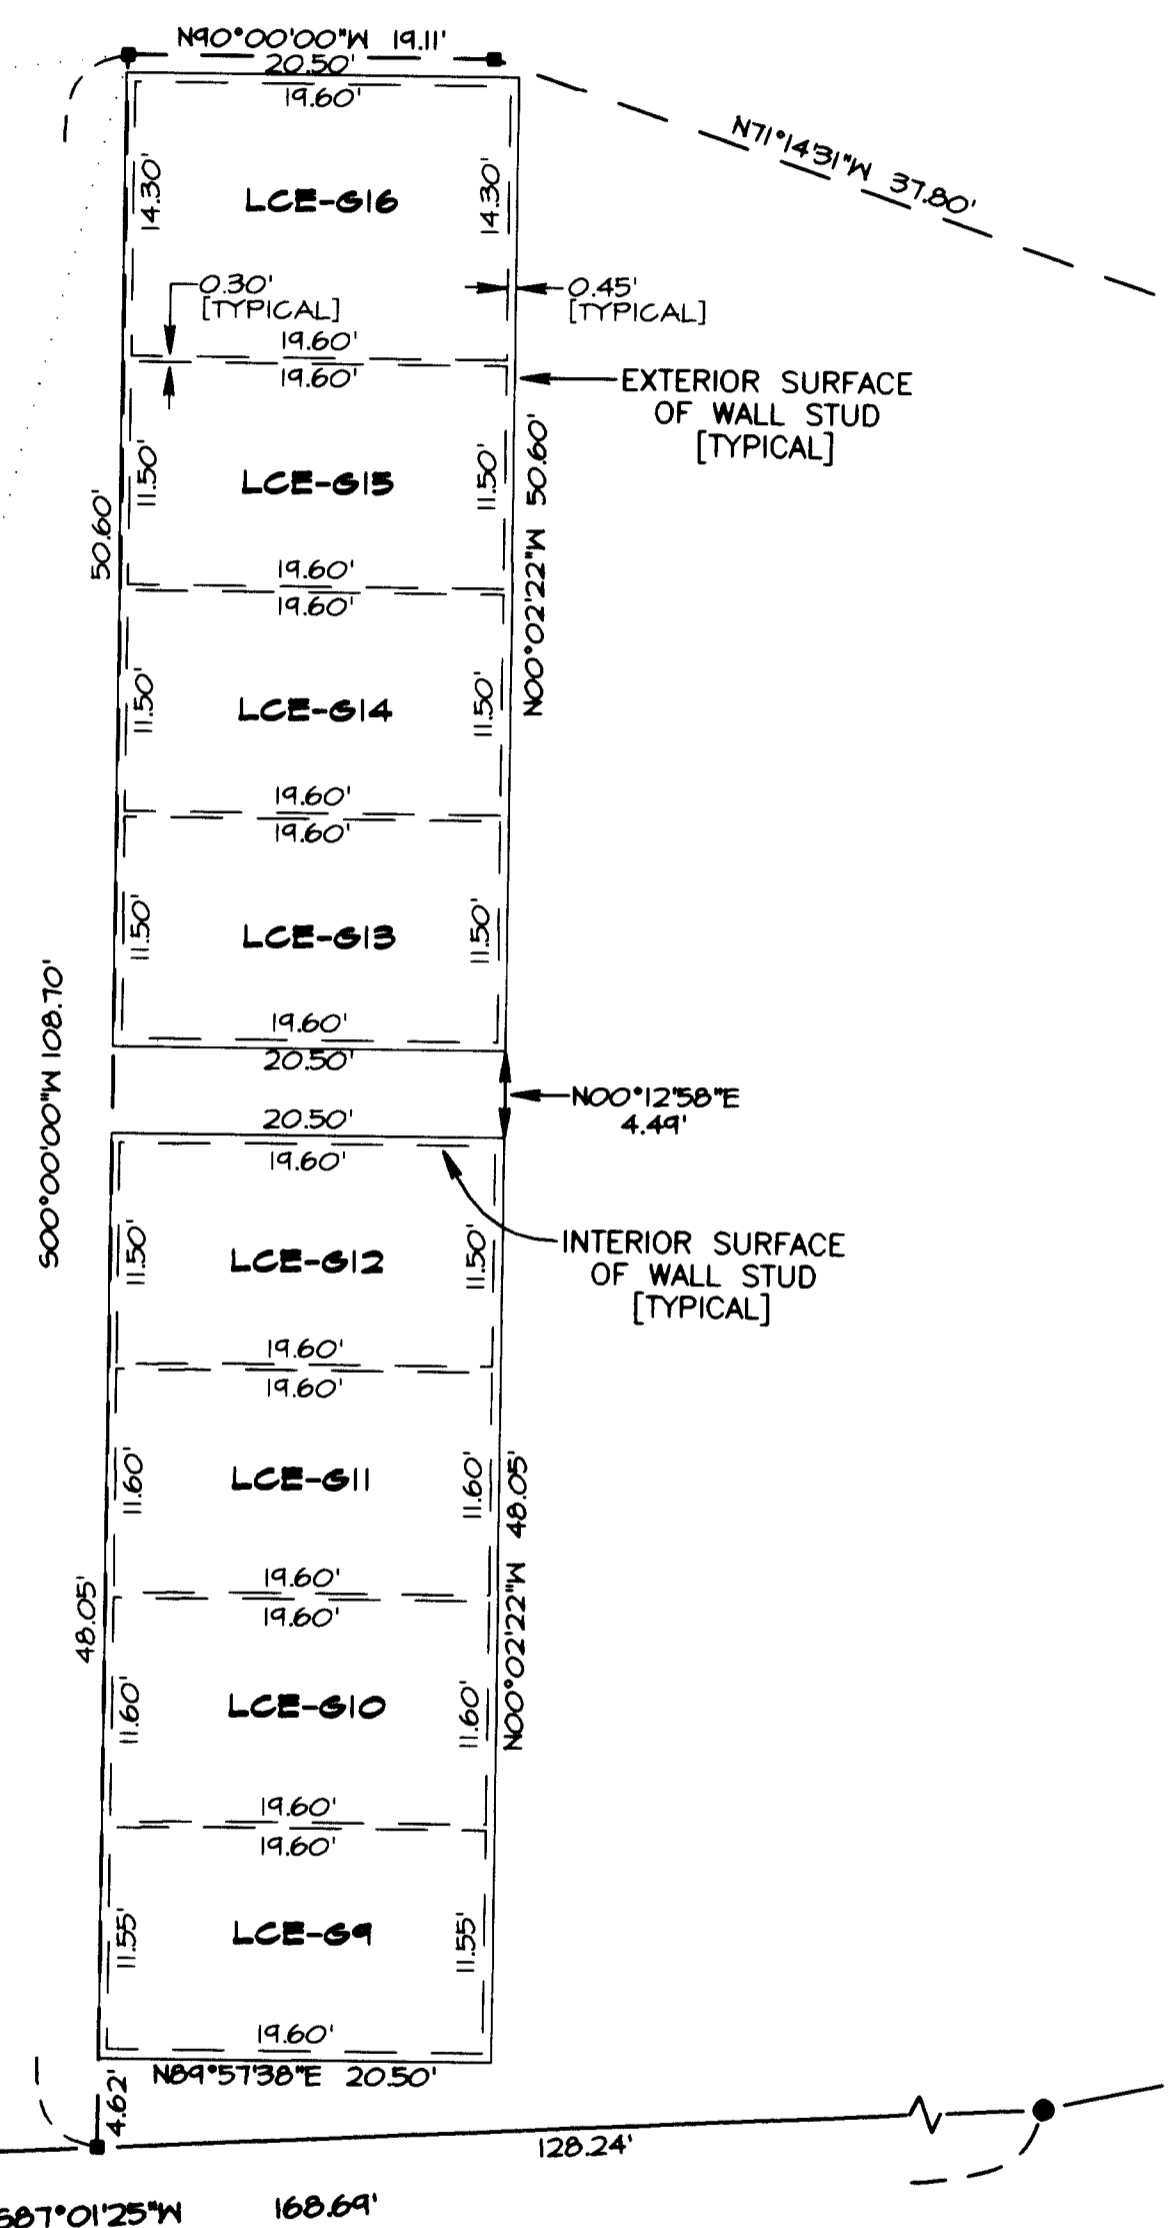 N90°00'00"W 19.11'
20.50'
19.60'
N71°14'31"W 37.80'
14.30'
LCE-G16
14.30'
0.30'
[TYPICAL]
0.45'
[TYPICAL]
19.60'
19.60'
EXTERIOR SURFACE
OF WALL STUD
[TYPICAL]
50.60'
11.50'
LCE-G15
11.50'
N00°02'22"W 50.60'
19.60'
19.60'
11.50'
LCE-G14
11.50'
19.60'
19.60'
11.50'
LCE-G13
11.50'
S00°00'00"W 108.70'
19.60'
20.50'
N00°12'58"E
4.49'
20.50'
19.60'
11.50'
LCE-G12
11.50'
INTERIOR SURFACE
OF WALL STUD
[TYPICAL]
19.60'
19.60'
11.60'
LCE-G11
11.60'
48.05'
N00°02'22"W 48.05'
19.60'
19.60'
11.60'
LCE-G10
11.60'
19.60'
19.60'
11.55'
LCE-G9
11.55'
19.60'
N89°57'38"E 20.50'
4.62'
128.24'
S87°01'25"W 168.69'